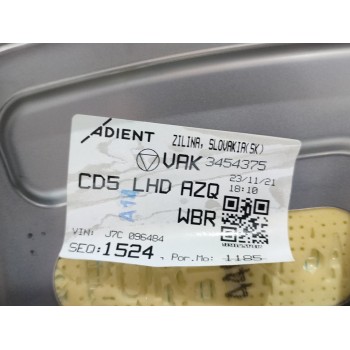 ADIENT ZILINA, SLOVAKIA(SK)
VAK 3454375
CD5 LHD AZQ 23/11/21
18:10
WBR
VIN: J7C 096484
SEQ: 1524 Por.No: 1185